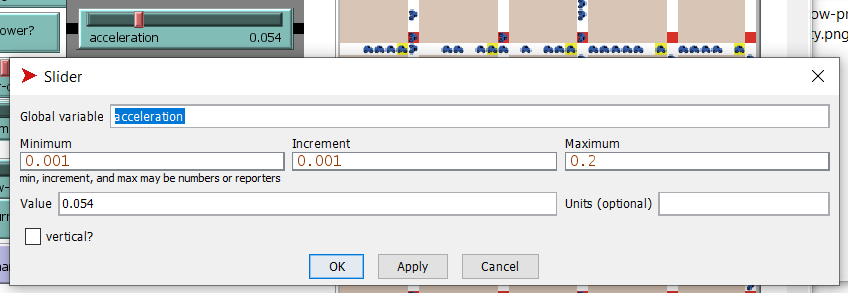 ower?
acceleration 0.054
ow-pr
ty.png
Slider
Global variable acceleration
Minimum Increment Maximum
0.001 0.001 0.2
min, increment, and max may be numbers or reporters
Value 0.054 Units (optional)
vertical?
OK Apply Cancel